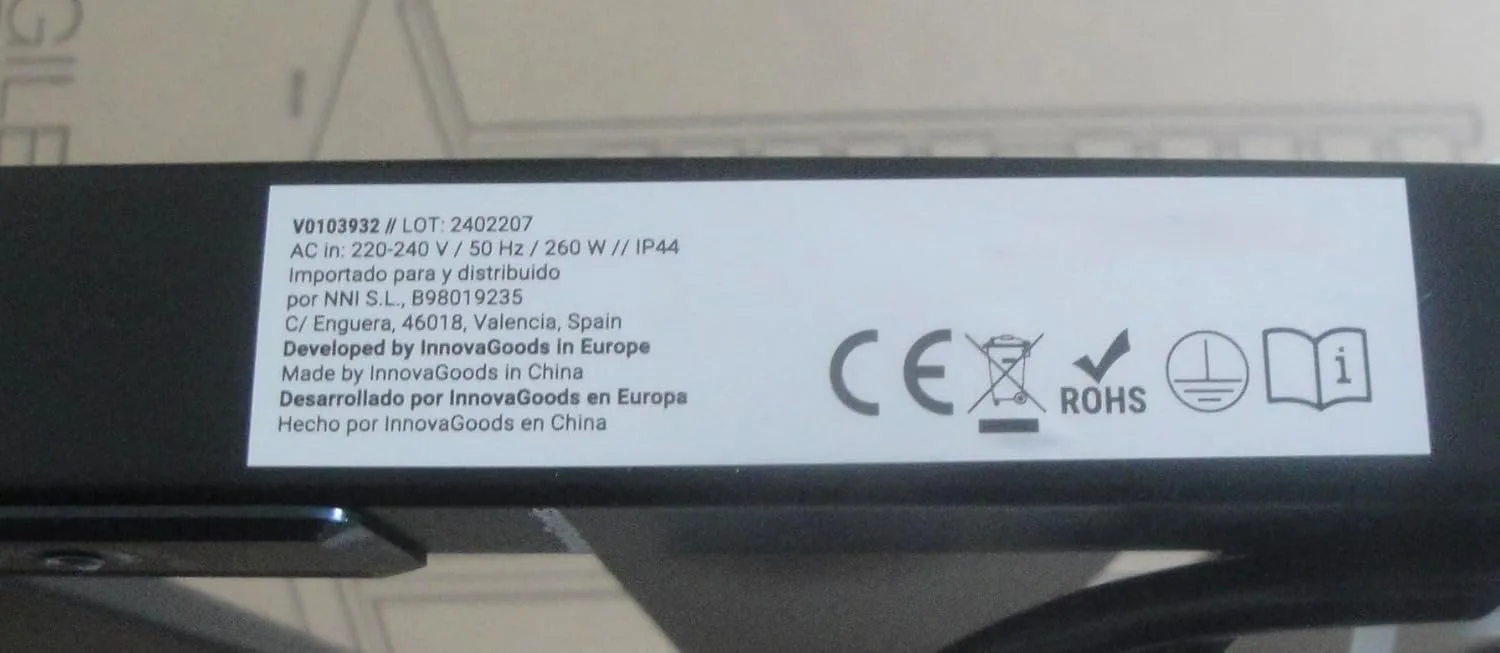 GILE
V0103932 // LOT: 2402207
AC in: 220-240 V / 50 Hz / 260 W // IP44
Importado para y distribuido
por NNI S.L., B98019235
C/ Enguera, 46018, Valencia, Spain
Developed by InnovaGoods in Europe
Made by InnovaGoods in China
Desarrollado por InnovaGoods en Europa
Hecho por InnovaGoods en China
CE
ROHS
i